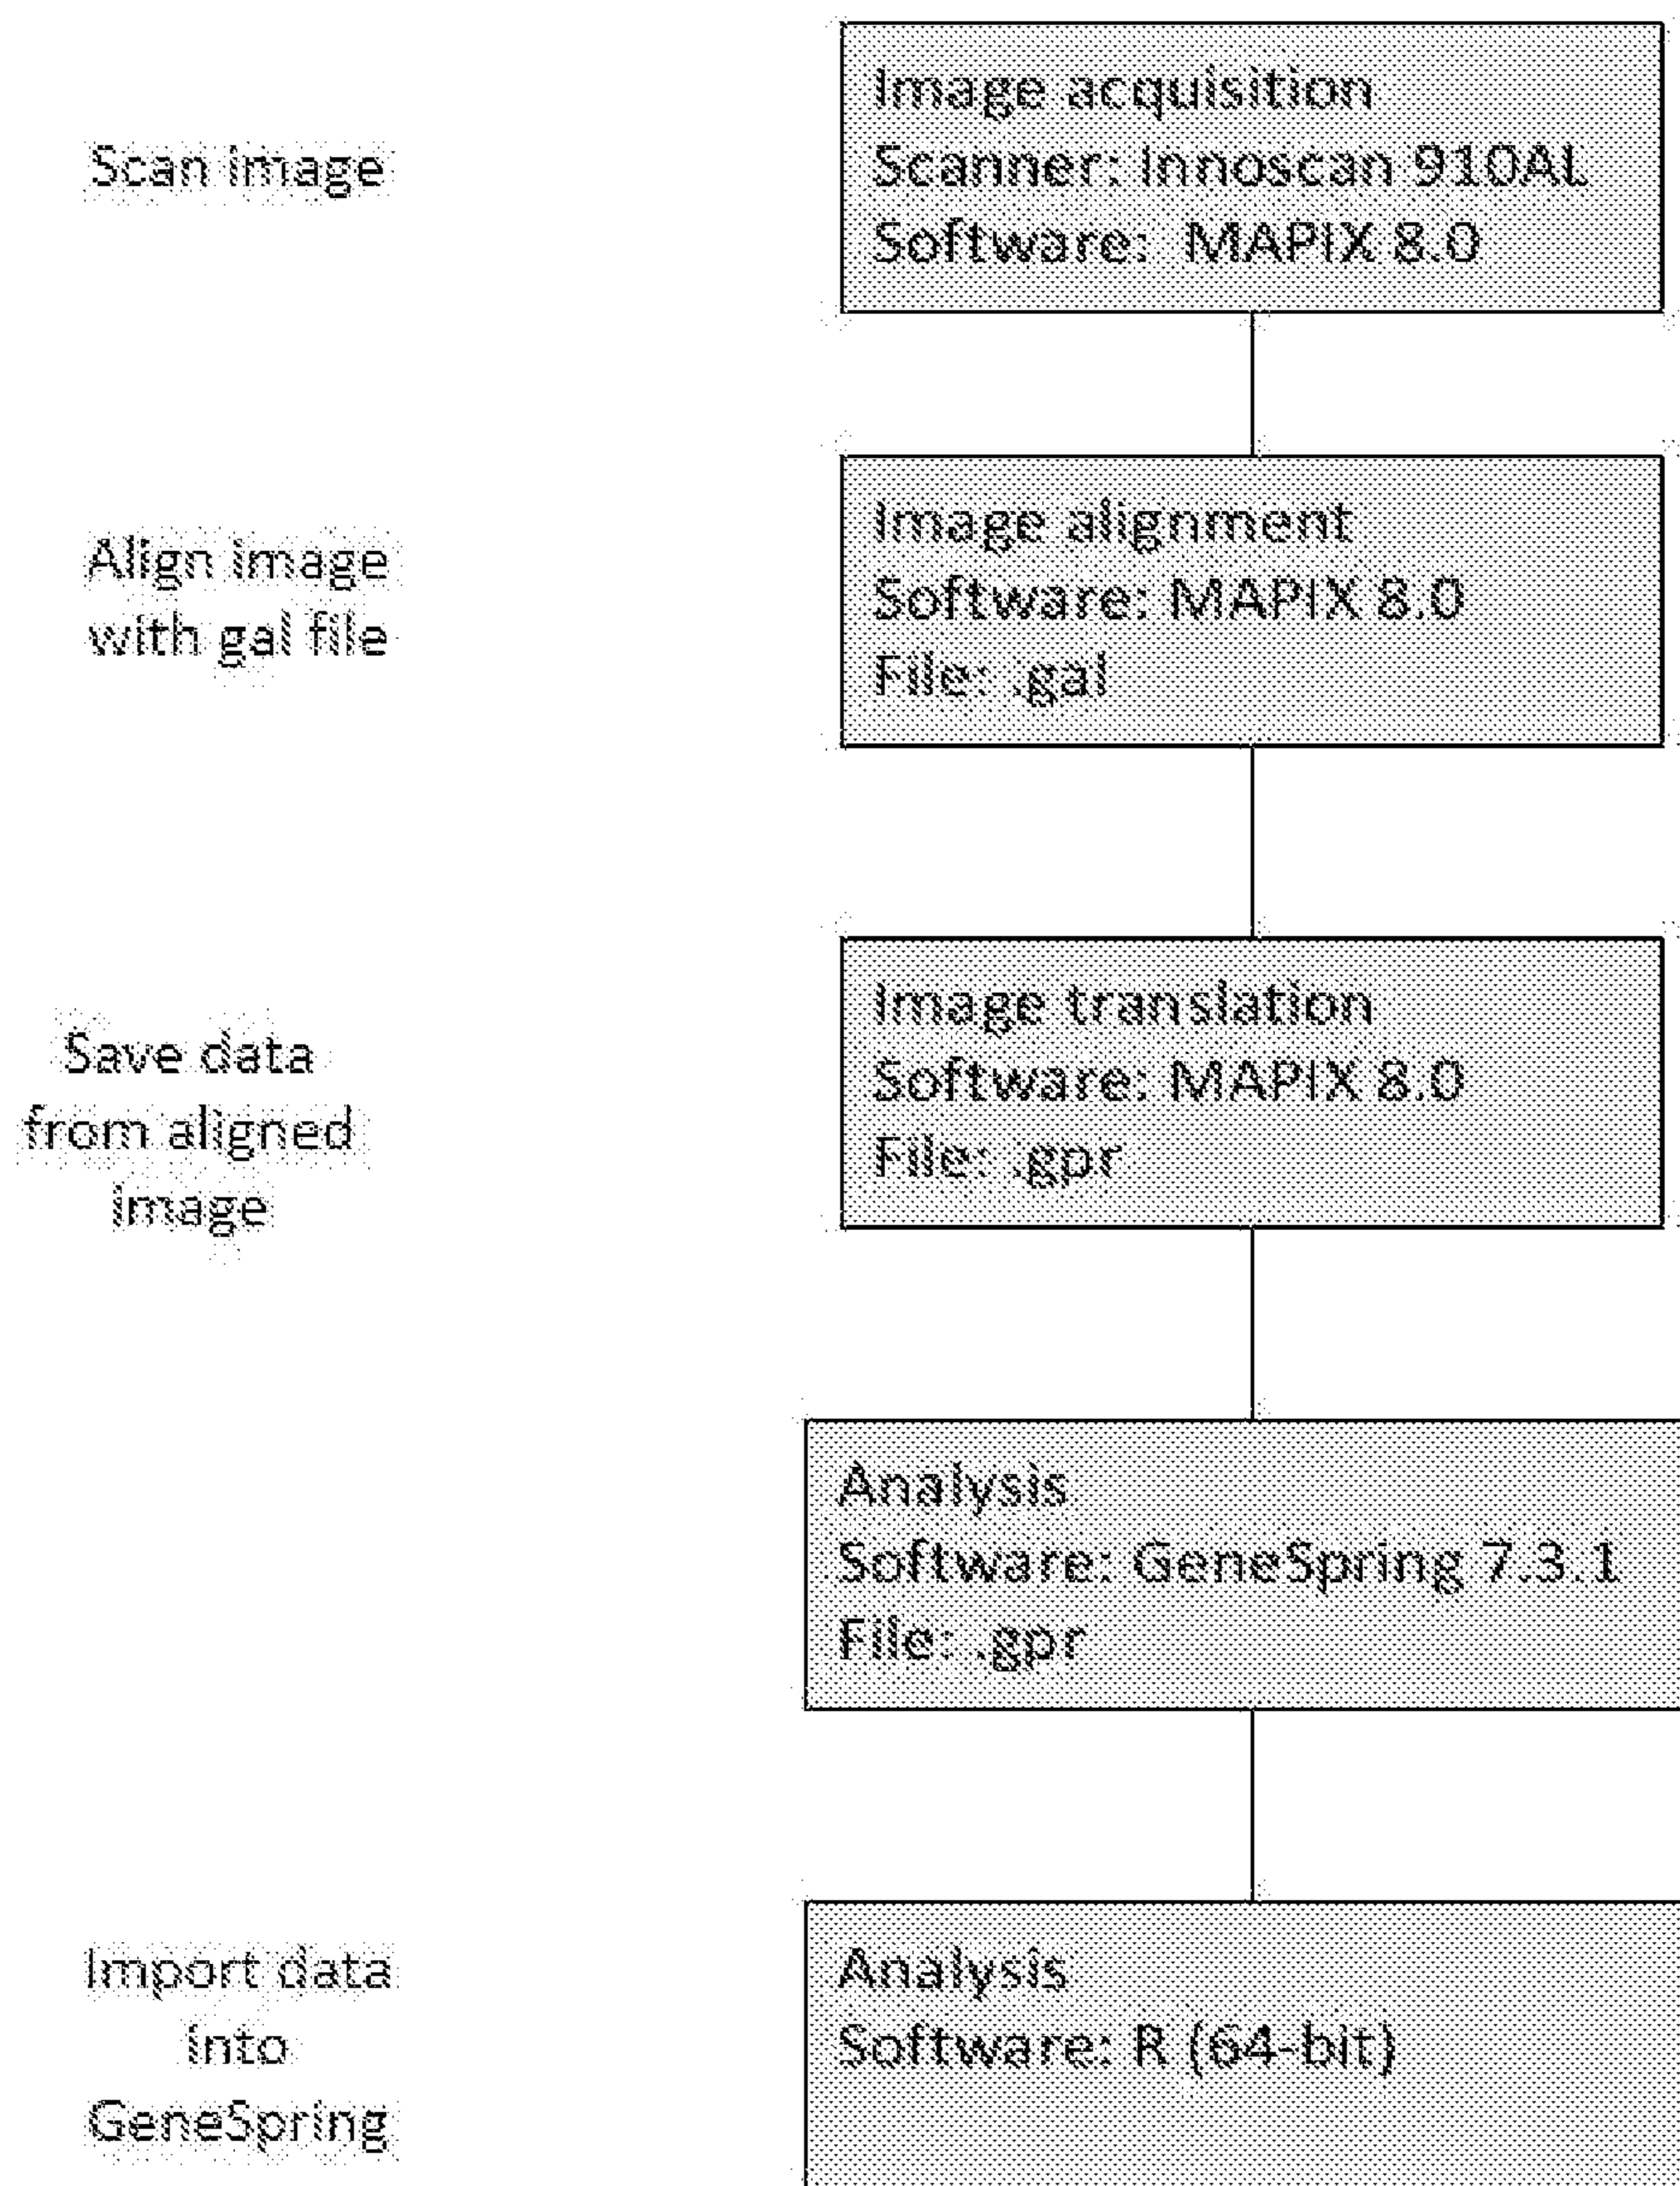 Scan image
Image acquisition
Scanner: Innoscan 910AL
Software: MAPIX 8.0
Align image
with gal file
Image alignment
Software: MAPIX 8.0
File: .gal
Save data
from aligned
image
Image translation
Software: MAPIX 8.0
File: .gpr
Analysis
Software: GeneSpring 7.3.1
File: .gpr
Import data
into
GeneSpring
Analysis
Software: R (64-bit)